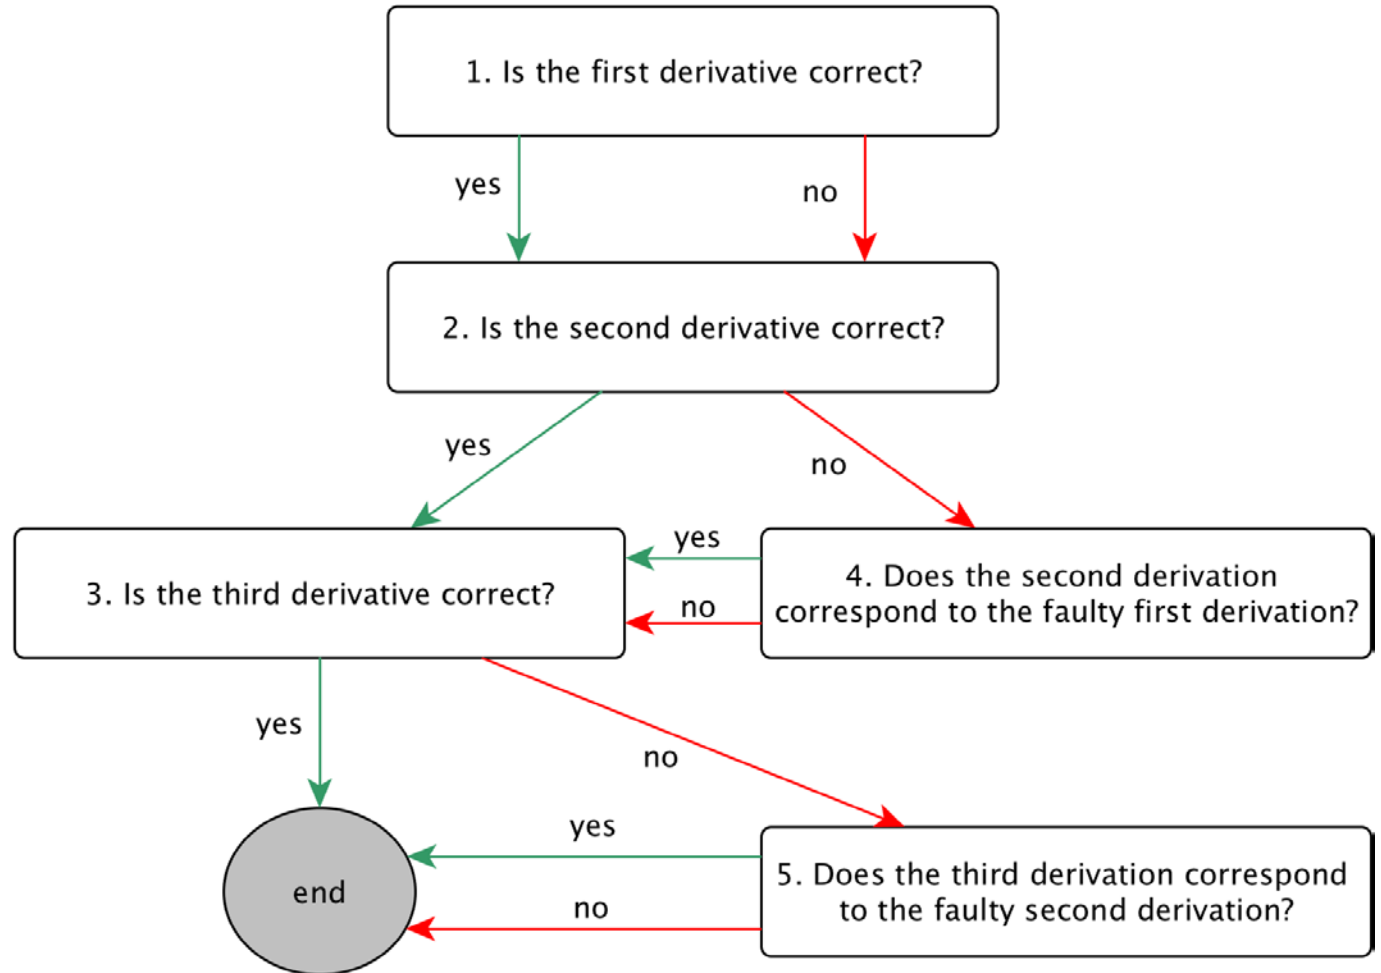 1. Is the first derivative correct?
yes
no
2. Is the second derivative correct?
yes
no
3. Is the third derivative correct?
yes
no
4. Does the second derivation
correspond to the faulty first derivation?
yes
no
yes
no
end
5. Does the third derivation correspond
to the faulty second derivation?